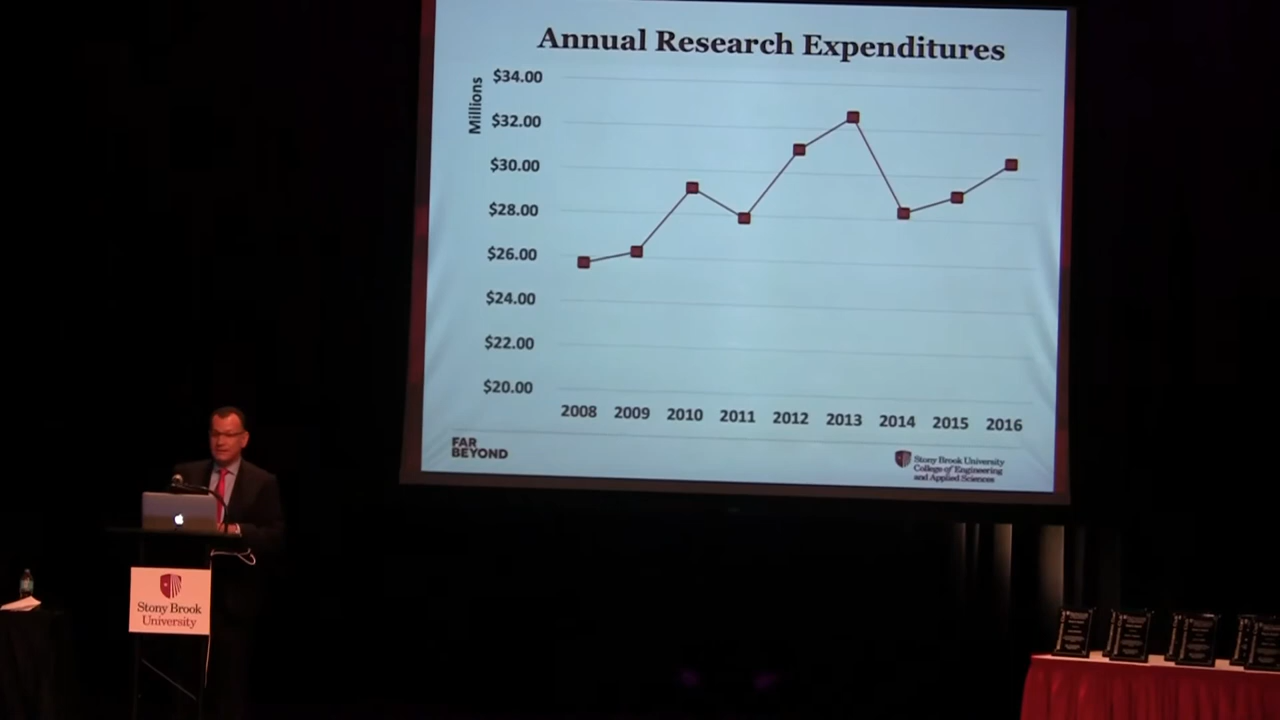 Annual Research Expenditures
Millions
$34.00
$32.00
$30.00
$28.00
$26.00
$24.00
$22.00
$20.00
2008 2009 2010 2011 2012 2013 2014 2015 2016
FAR
BEYOND
Stony Brook University
College of Engineering
and Applied Sciences
Stony Brook
University